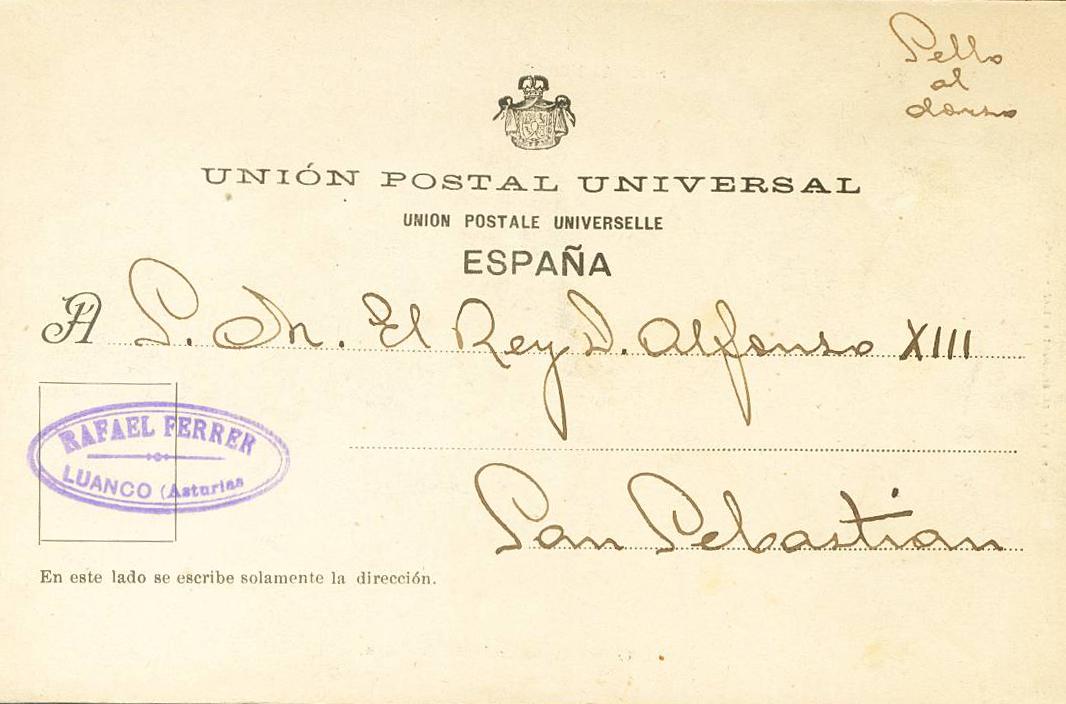 Sello
al
dorso
UNIÓN POSTAL UNIVERSAL
UNION POSTALE UNIVERSELLE
ESPAÑA
A S. M. El Rey D. Alfonso XIII
RAFAEL FERRER
LUANCO (Asturias
San Sebastian
En este lado se escribe solamente la dirección.